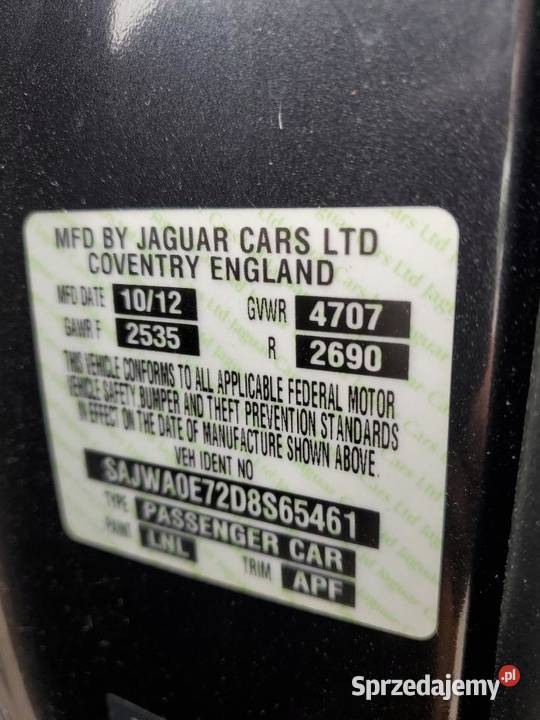 MFD BY JAGUAR CARS LTD
COVENTRY ENGLAND
MFD DATE 10/12 GVWR 4707
GAWR F 2535 R 2690
THIS VEHICLE CONFORMS TO ALL APPLICABLE FEDERAL MOTOR
VEHICLE SAFETY BUMPER AND THEFT PREVENTION STANDARDS
IN EFFECT ON THE DATE OF MANUFACTURE SHOWN ABOVE.
VEH IDENT NO
SAJWA0E72D8S65461
TYPE PASSENGER CAR
PAINT LNL TRIM APF
Sprzedajemy.pl